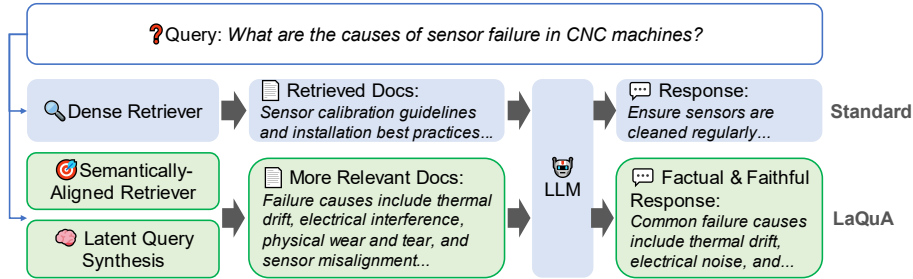 Query: What are the causes of sensor failure in CNC machines?
Dense Retriever
Retrieved Docs:
Sensor calibration guidelines
and installation best practices...
Response:
Ensure sensors are
cleaned regularly...
Standard
LLM
Semantically-
Aligned Retriever
Latent Query
Synthesis
More Relevant Docs:
Failure causes include thermal
drift, electrical interference,
physical wear and tear, and
sensor misalignment...
Factual & Faithful
Response:
Common failure causes
include thermal drift,
electrical noise, and...
LaQuA